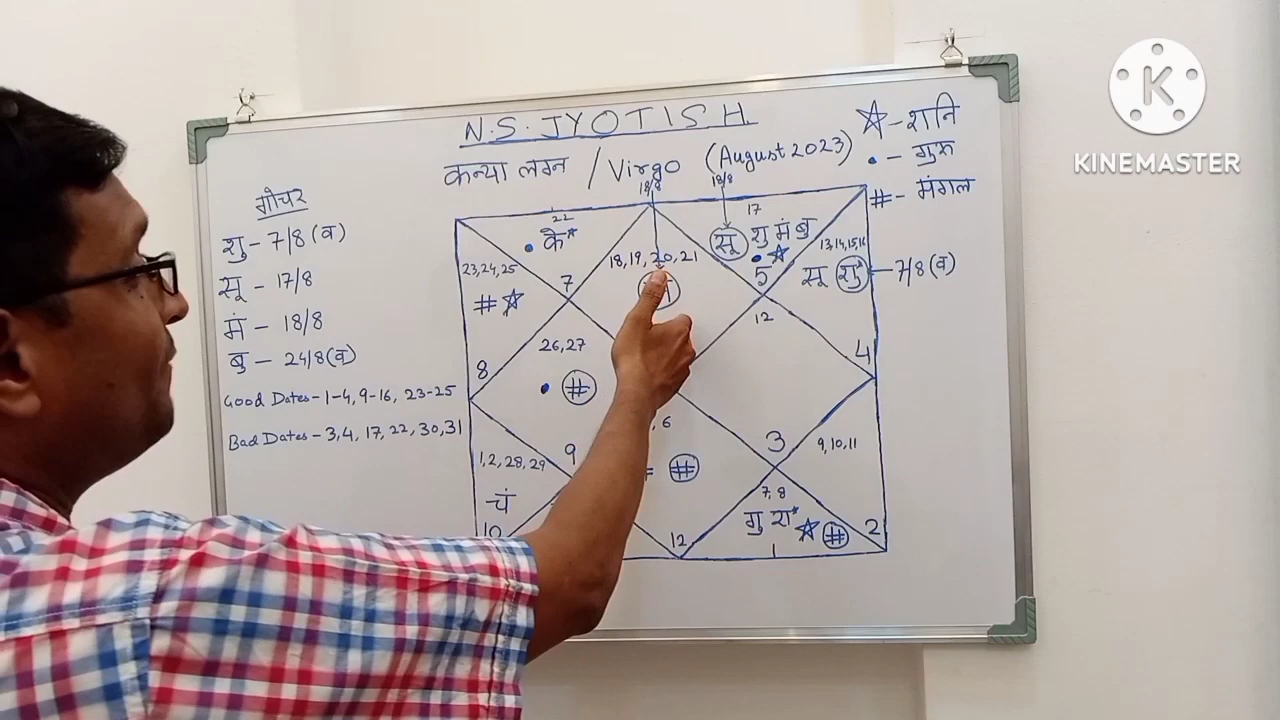 N.S. JYOTISH
कन्या लग्न / Virgo (August 2023)
☆ - शनि
• - गुरु
# - मंगल
K
KINEMASTER
गोचर
शु - 7/8 (व)
सू - 17/8
मं - 18/8
बु - 24/8 (व)
Good Dates - 1-4, 9-16, 23-25
Bad Dates - 3,4, 17, 22, 30, 31
18/8
18/8
22
• के*
23,24,25
# ☆
7
18,19,20,21
17
सू शु मं बु
• ☆
5
13,14,15,16
सू शु* 7/8 (व)
12
4
26,27
• #
8
, 6
#
9
3
9,10,11
1,2,28,29
चं
10
7,8
गु रा* ☆ #
12
1
2